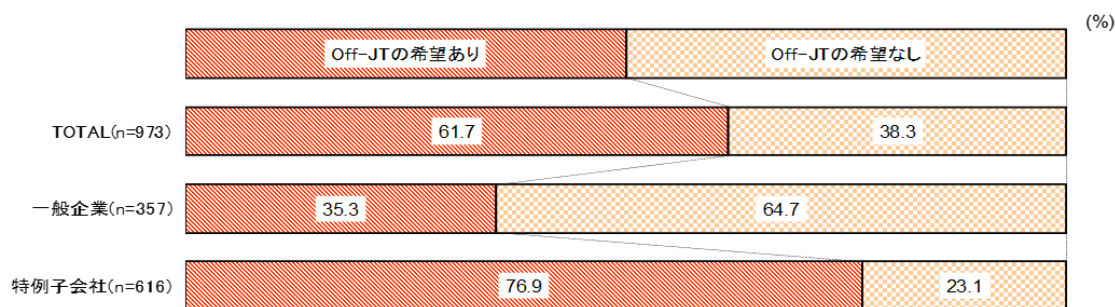 (%)
Off-JTの希望あり Off-JTの希望なし
TOTAL(n=973) 61.7 38.3
一般企業(n=357) 35.3 64.7
特例子会社(n=616) 76.9 23.1